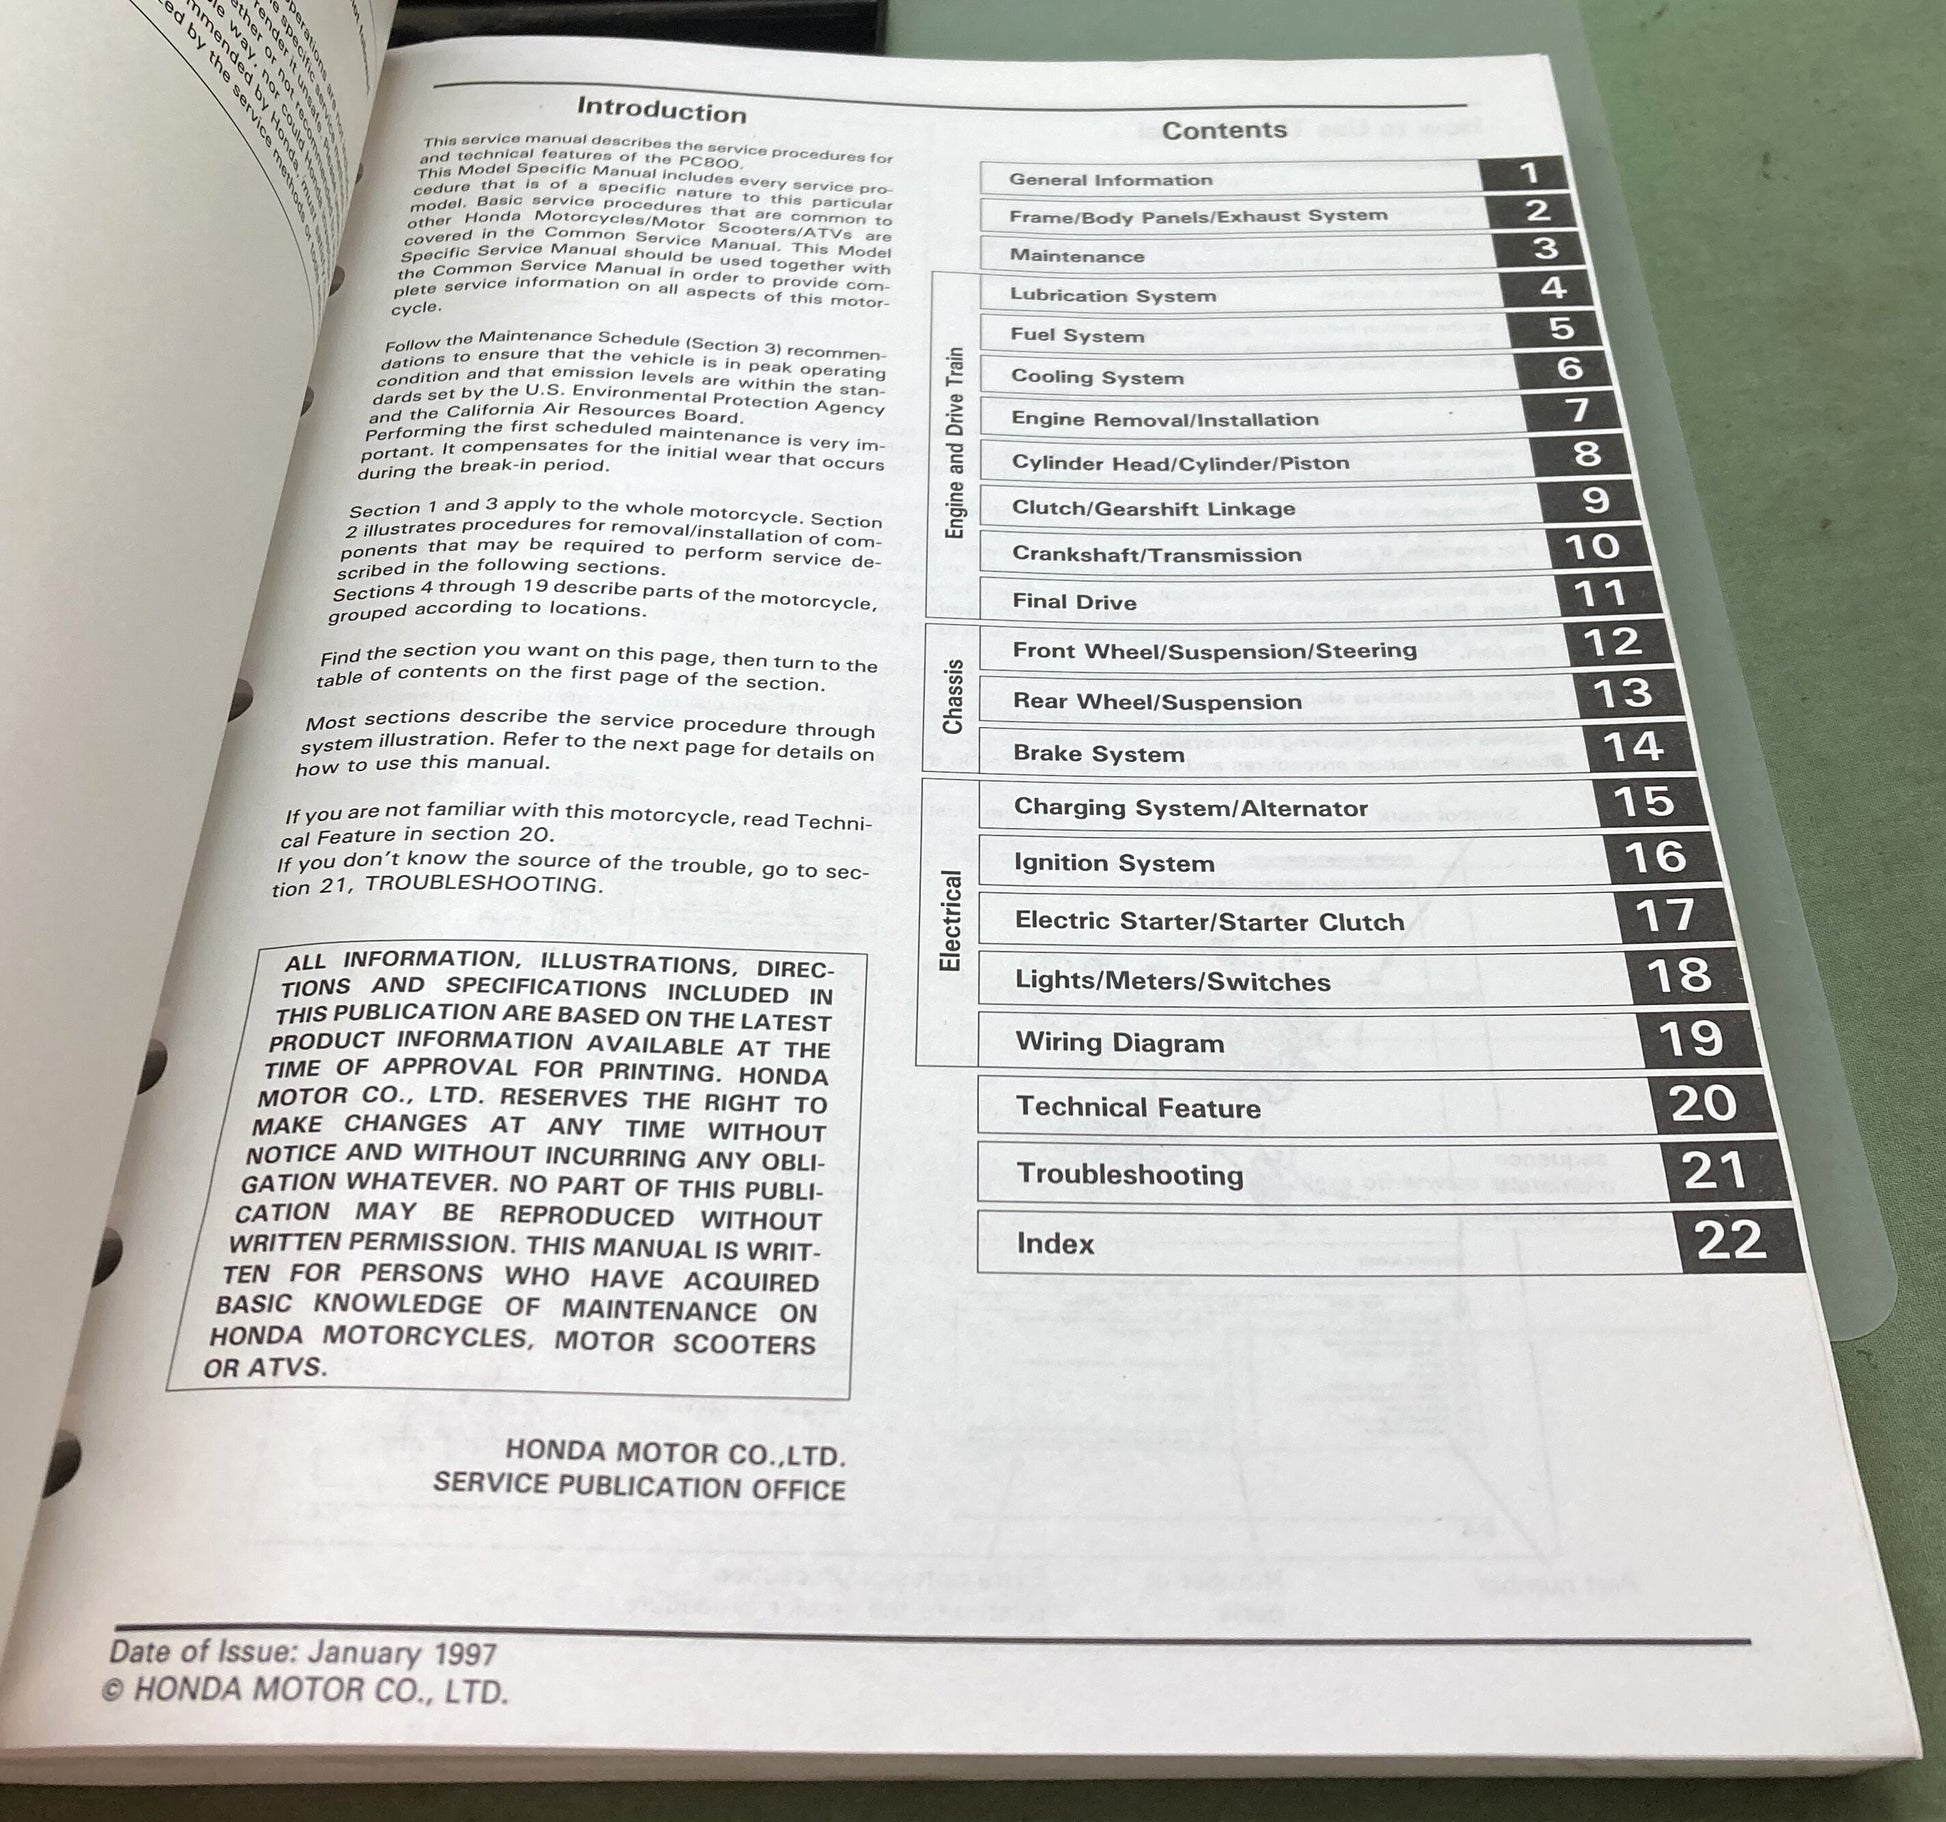 Introduction
This service manual describes the service procedures for
and technical features of the PC800.
This Model Specific Manual includes every service pro-
cedure that is of a specific nature to this particular
model. Basic service procedures that are common to
other Honda Motorcycles/Motor Scooters/ATVs are
covered in the Common Service Manual. This Model
Specific Service Manual should be used together with
the Common Service Manual in order to provide com-
plete service information on all aspects of this motor-
cycle.
Follow the Maintenance Schedule (Section 3) recommen-
dations to ensure that the vehicle is in peak operating
condition and that emission levels are within the stan-
dards set by the U.S. Environmental Protection Agency
and the California Air Resources Board.
Performing the first scheduled maintenance is very im-
portant. It compensates for the initial wear that occurs
during the break-in period.
Section 1 and 3 apply to the whole motorcycle. Section
2 illustrates procedures for removal/installation of com-
ponents that may be required to perform service de-
scribed in the following sections.
Sections 4 through 19 describe parts of the motorcycle,
grouped according to locations.
Find the section you want on this page, then turn to the
table of contents on the first page of the section.
Most sections describe the service procedure through
system illustration. Refer to the next page for details on
how to use this manual.
If you are not familiar with this motorcycle, read Techni-
cal Feature in section 20.
If you don't know the source of the trouble, go to sec-
tion 21, TROUBLESHOOTING.
ALL INFORMATION, ILLUSTRATIONS, DIREC-
TIONS AND SPECIFICATIONS INCLUDED IN
THIS PUBLICATION ARE BASED ON THE LATEST
PRODUCT INFORMATION AVAILABLE AT THE
TIME OF APPROVAL FOR PRINTING. HONDA
MOTOR CO., LTD. RESERVES THE RIGHT TO
MAKE CHANGES AT ANY TIME WITHOUT
NOTICE AND WITHOUT INCURRING ANY OBLI-
GATION WHATEVER. NO PART OF THIS PUBLI-
CATION MAY BE REPRODUCED WITHOUT
WRITTEN PERMISSION. THIS MANUAL IS WRIT-
TEN FOR PERSONS WHO HAVE ACQUIRED
BASIC KNOWLEDGE OF MAINTENANCE ON
HONDA MOTORCYCLES, MOTOR SCOOTERS
OR ATVS.
HONDA MOTOR CO.,LTD.
SERVICE PUBLICATION OFFICE
Contents
General Information 1
Frame/Body Panels/Exhaust System 2
Maintenance 3
Engine and Drive Train
Lubrication System 4
Fuel System 5
Cooling System 6
Engine Removal/Installation 7
Cylinder Head/Cylinder/Piston 8
Clutch/Gearshift Linkage 9
Crankshaft/Transmission 10
Final Drive 11
Chassis
Front Wheel/Suspension/Steering 12
Rear Wheel/Suspension 13
Brake System 14
Electrical
Charging System/Alternator 15
Ignition System 16
Electric Starter/Starter Clutch 17
Lights/Meters/Switches 18
Wiring Diagram 19
Technical Feature 20
Troubleshooting 21
Index 22
Date of Issue: January 1997
© HONDA MOTOR CO., LTD.